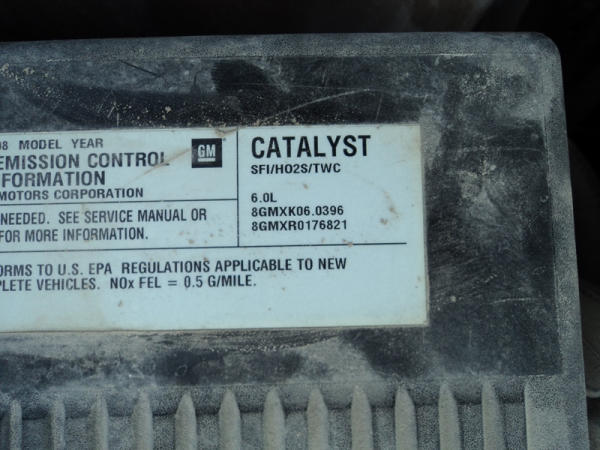 08 MODEL YEAR
EMISSION CONTROL
FORMATION
MOTORS CORPORATION
GM
CATALYST
SFI/HO2S/TWC
6.0L
8GMXK06.0396
8GMXR0176821
NEEDED. SEE SERVICE MANUAL OR
FOR MORE INFORMATION.
ORMS TO U.S. EPA REGULATIONS APPLICABLE TO NEW
PLETE VEHICLES. NOx FEL = 0.5 G/MILE.